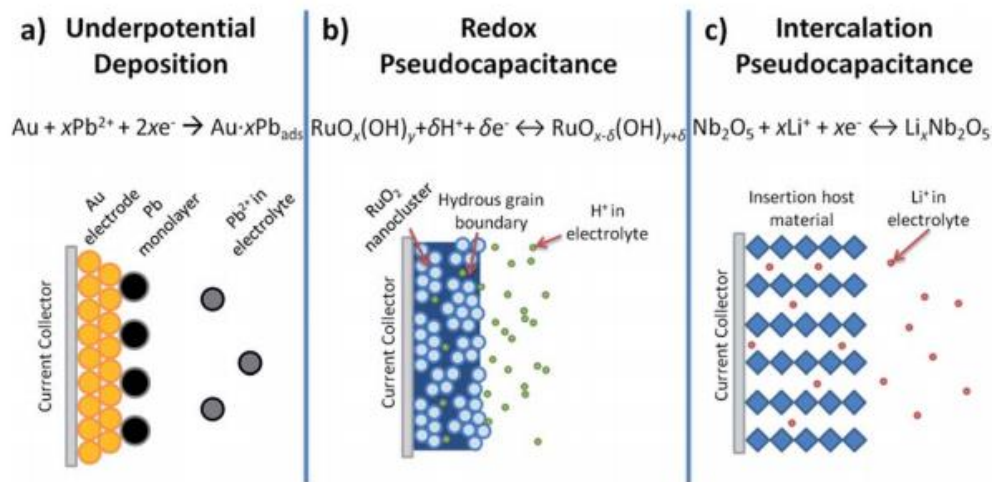 a) Underpotential
Deposition
Au + xPb²⁺ + 2xe⁻ → Au·xPb_ads
Au
electrode
Pb
monolayer
Pb²⁺ in
electrolyte
Current Collector
b) Redox
Pseudocapacitance
RuOₓ(OH)ᵧ+δH⁺+ δe⁻ ↔ RuOₓ₋δ(OH)ᵧ₊δ
RuO₂
nanocluster
Hydrous grain
boundary
H⁺ in
electrolyte
Current Collector
c) Intercalation
Pseudocapacitance
Nb₂O₅ + xLi⁺ + xe⁻ ↔ LiₓNb₂O₅
Insertion host
material
Li⁺ in
electrolyte
Current Collector